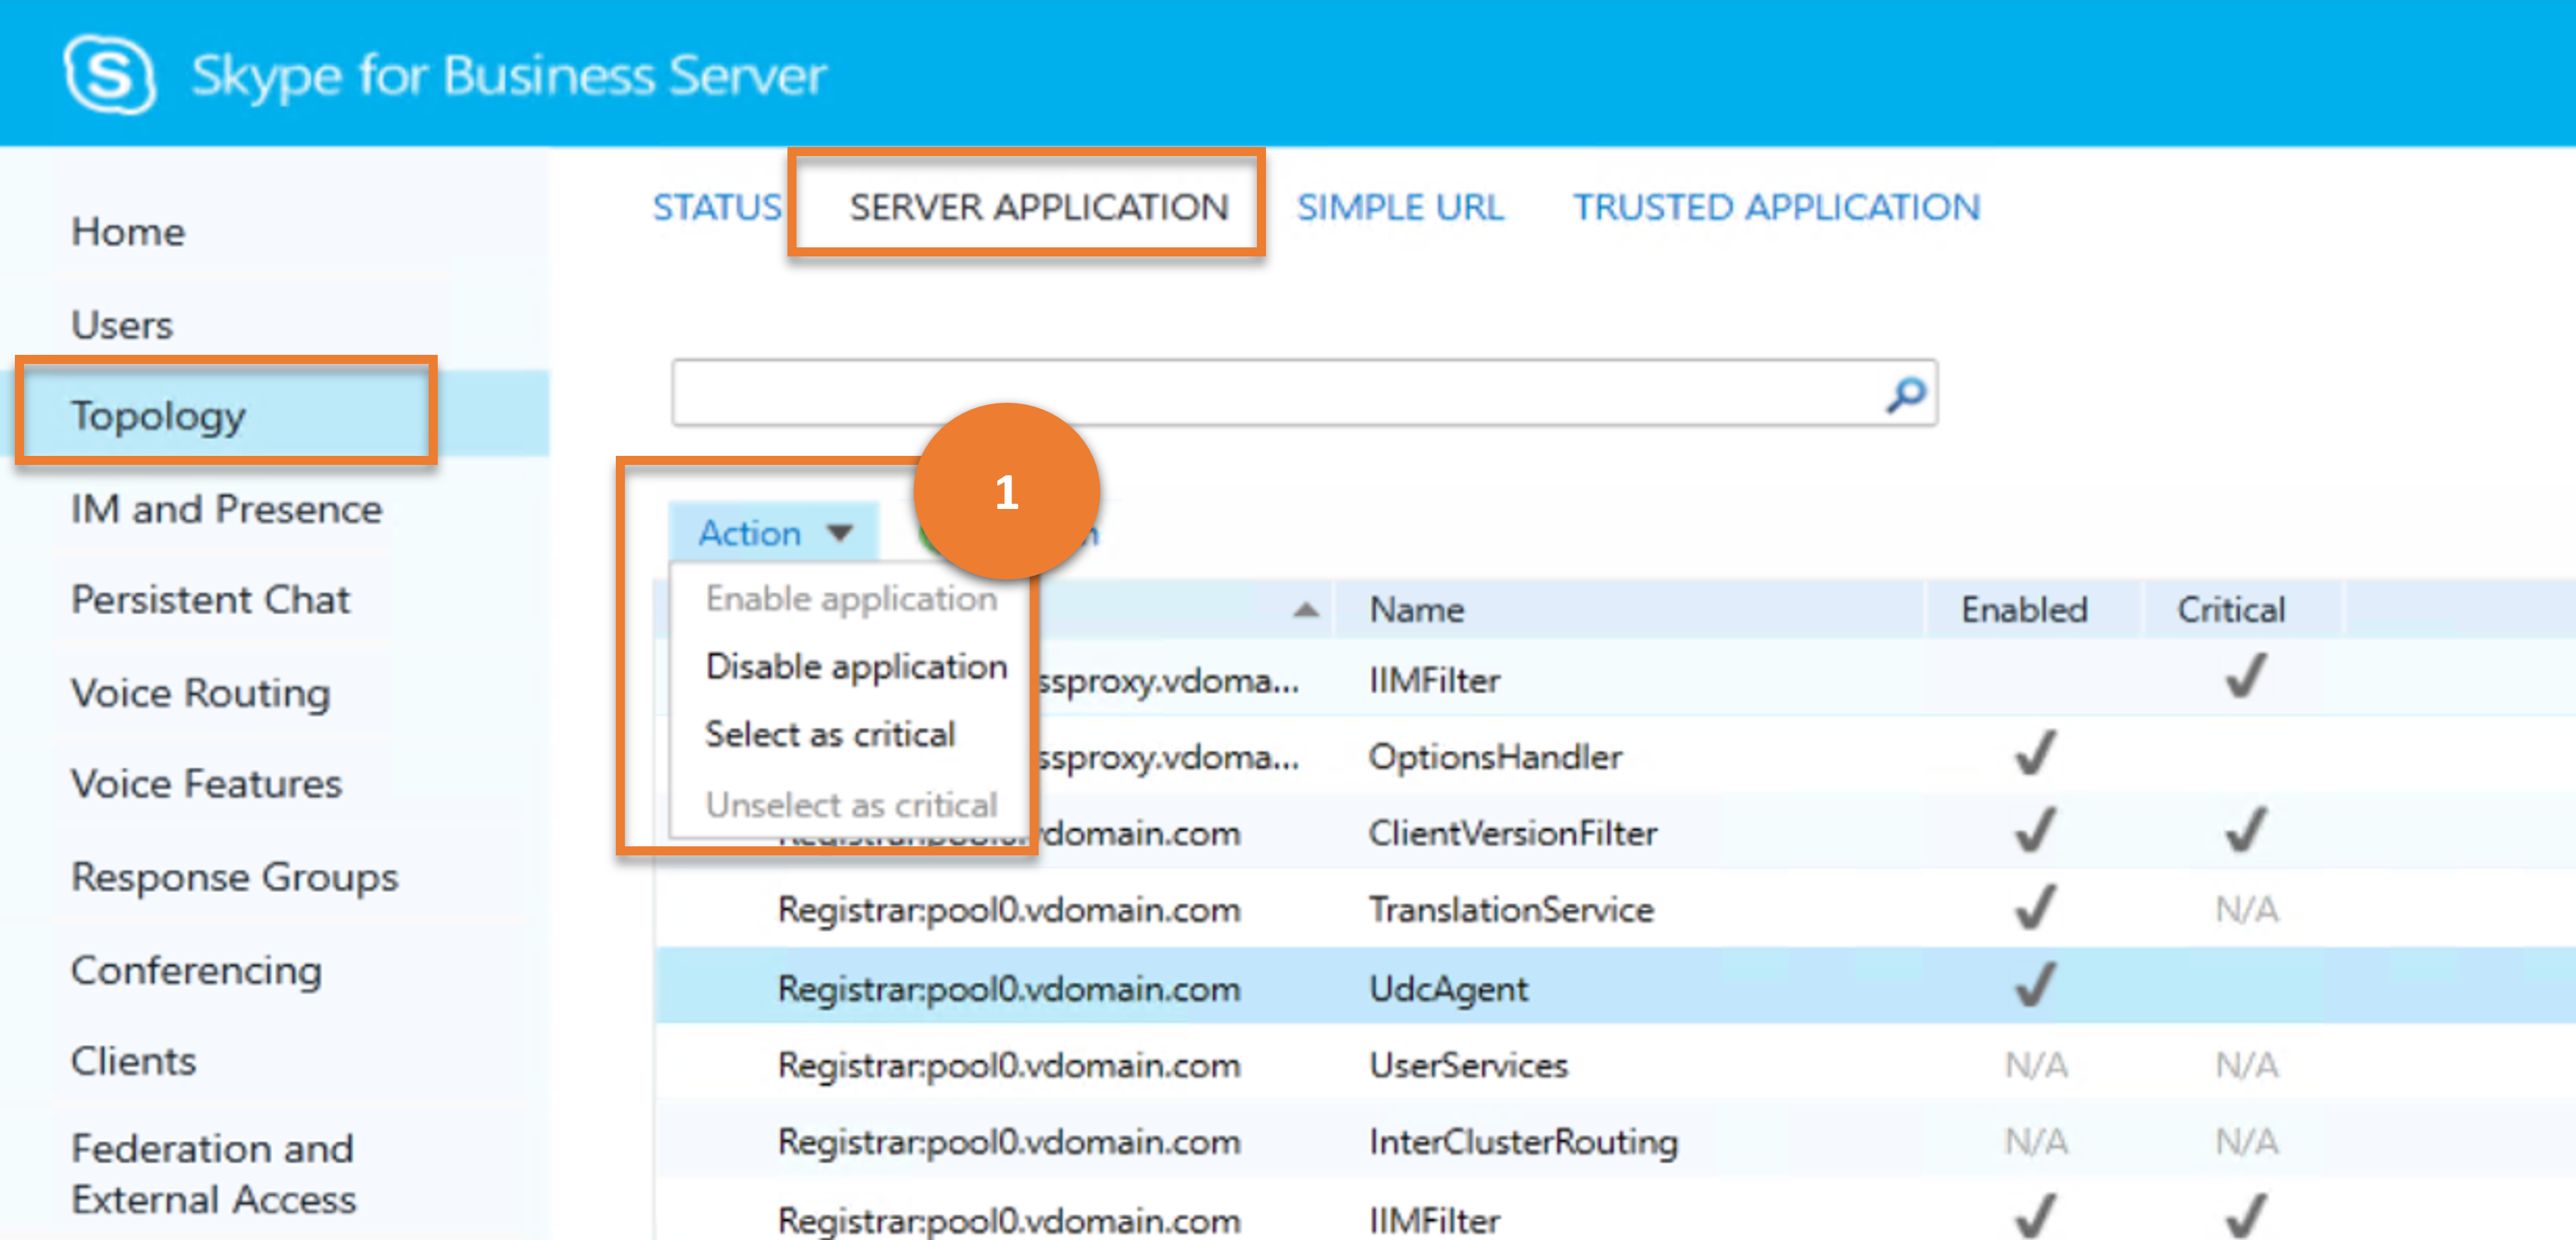 Skype for Business Server
STATUS SERVER APPLICATION SIMPLE URL TRUSTED APPLICATION
Home
Users
Topology
IM and Presence
Persistent Chat
Voice Routing
Voice Features
Response Groups
Conferencing
Clients
Federation and
External Access
1
Action
Enable application
Disable application
Select as critical
Unselect as critical
Name Enabled Critical
ssproxy.vdoma... IIMFilter
ssproxy.vdoma... OptionsHandler
domain.com ClientVersionFilter
Registrar:pool0.vdomain.com TranslationService N/A
Registrar:pool0.vdomain.com UdcAgent
Registrar:pool0.vdomain.com UserServices N/A N/A
Registrar:pool0.vdomain.com InterClusterRouting N/A N/A
Registrar:pool0.vdomain.com IIMFilter